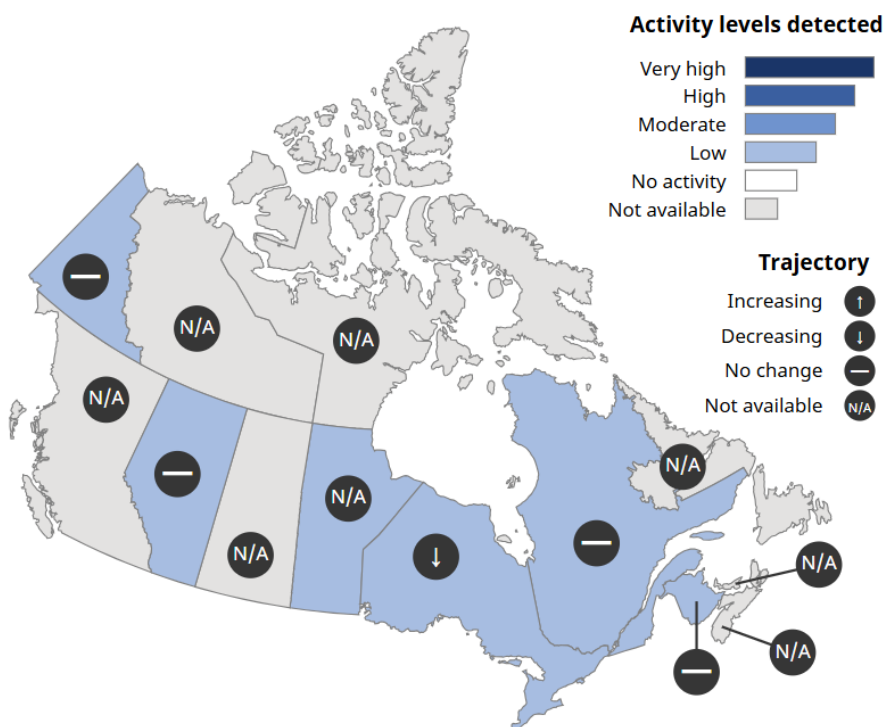 Activity levels detected
Very high
High
Moderate
Low
No activity
Not available
Trajectory
Increasing ↑
Decreasing ↓
No change —
Not available N/A
—
N/A
N/A
N/A
—
N/A
N/A
N/A
↓
—
N/A
N/A
—